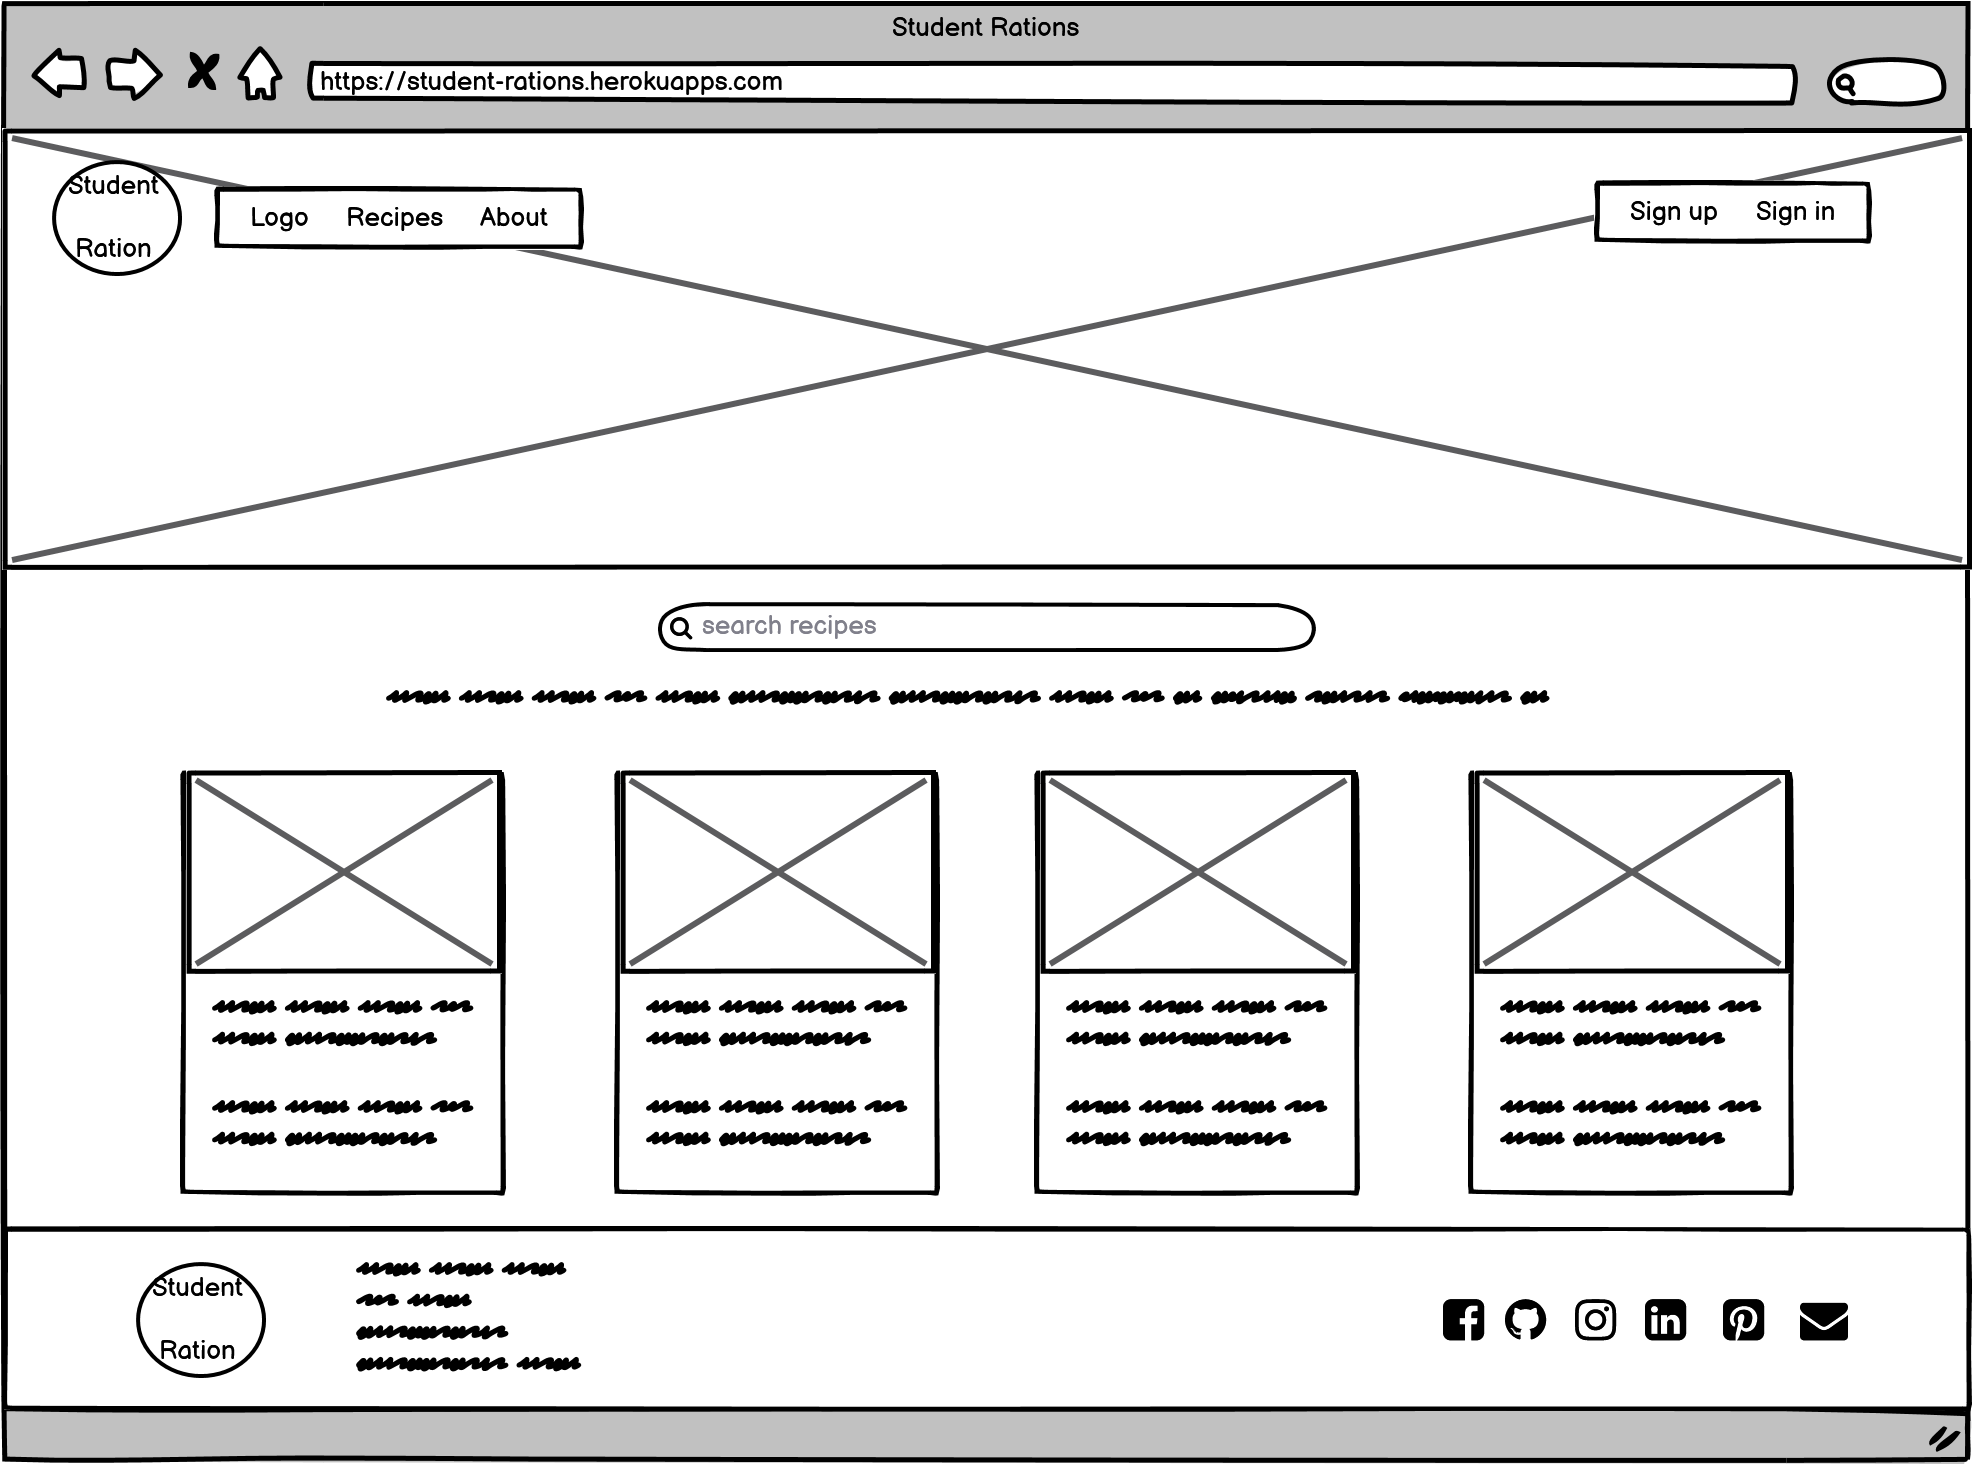 Student Rations
https://student-rations.herokuapps.com
Student
Ration
Logo Recipes About
Sign up Sign in
search recipes
Student
Ration